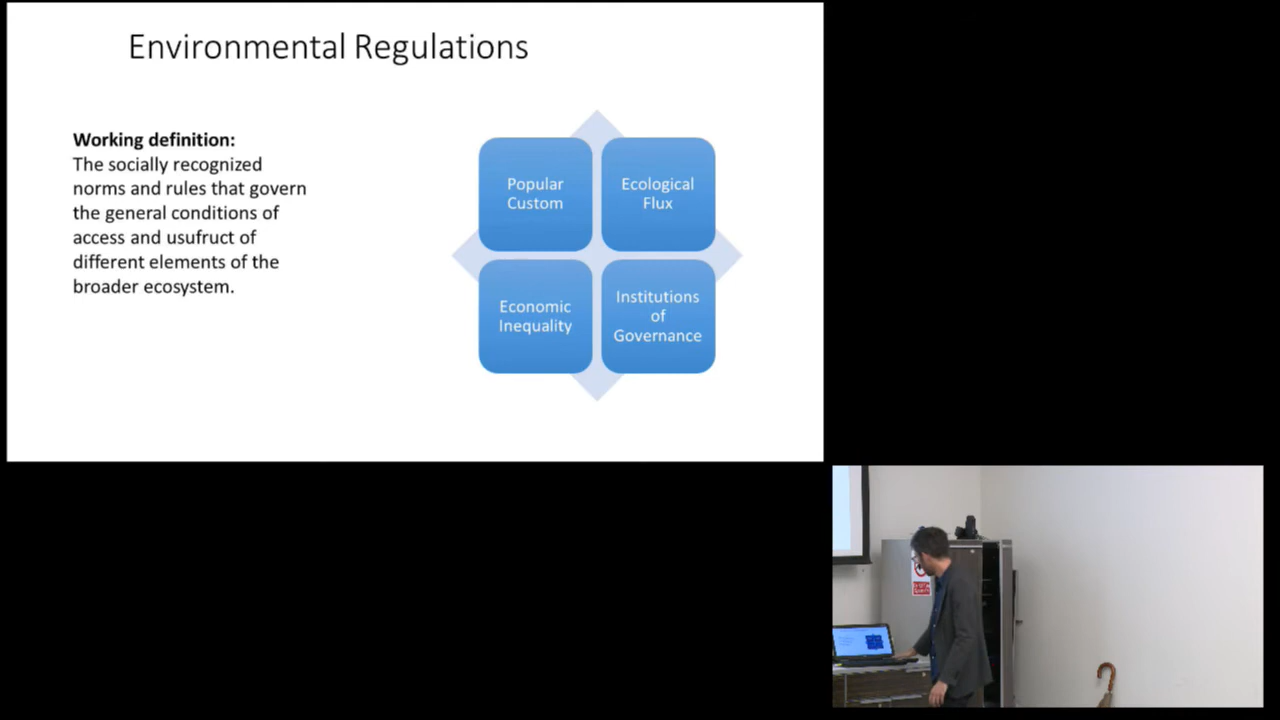 Environmental Regulations
Working definition:
The socially recognized
norms and rules that govern
the general conditions of
access and usufruct of
different elements of the
broader ecosystem.
Popular
Custom
Ecological
Flux
Economic
Inequality
Institutions
of
Governance